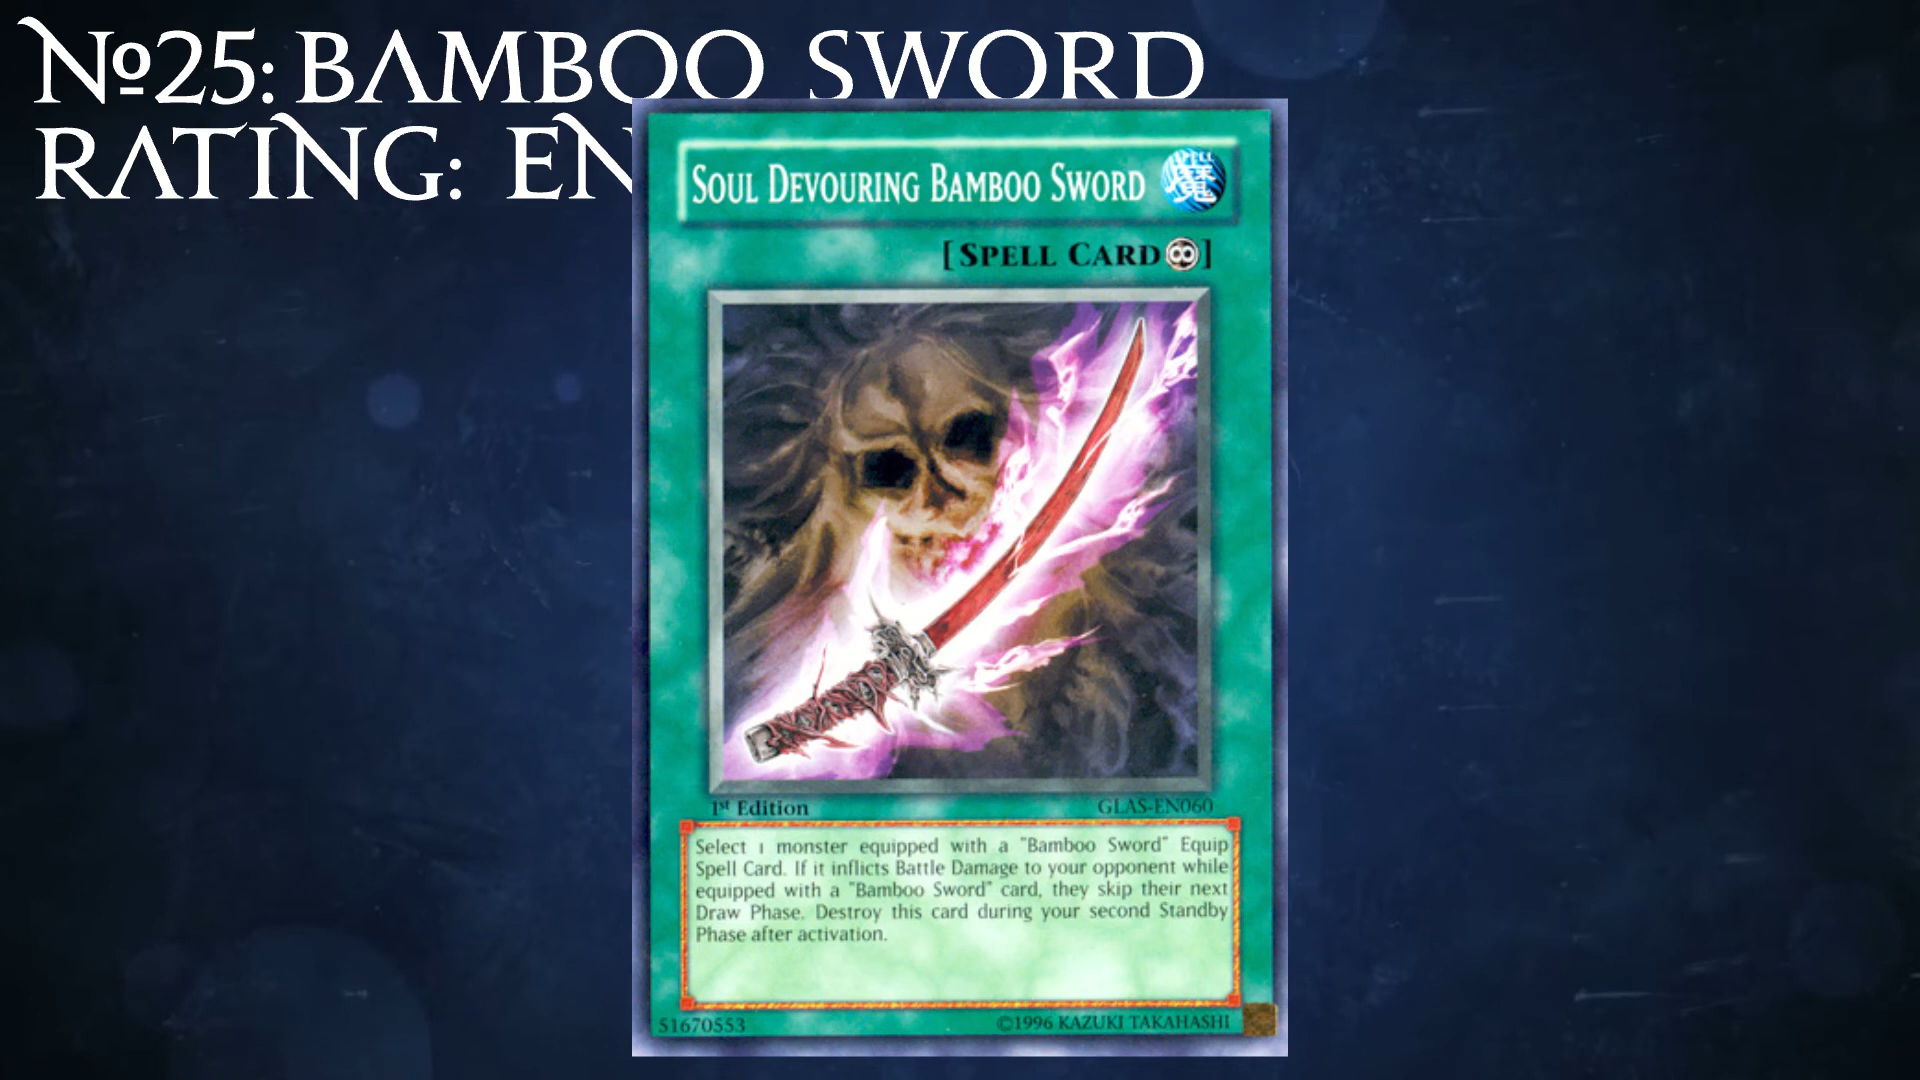 №25: BAMBOO SWORD
RATING: EN
SOUL DEVOURING BAMBOO SWORD 魔
[SPELL CARD∞]
1st Edition GLAS-EN060
Select 1 monster equipped with a "Bamboo Sword" Equip
Spell Card. If it inflicts Battle Damage to your opponent while
equipped with a "Bamboo Sword" card, they skip their next
Draw Phase. Destroy this card during your second Standby
Phase after activation.
51670553 ©1996 KAZUKI TAKAHASHI